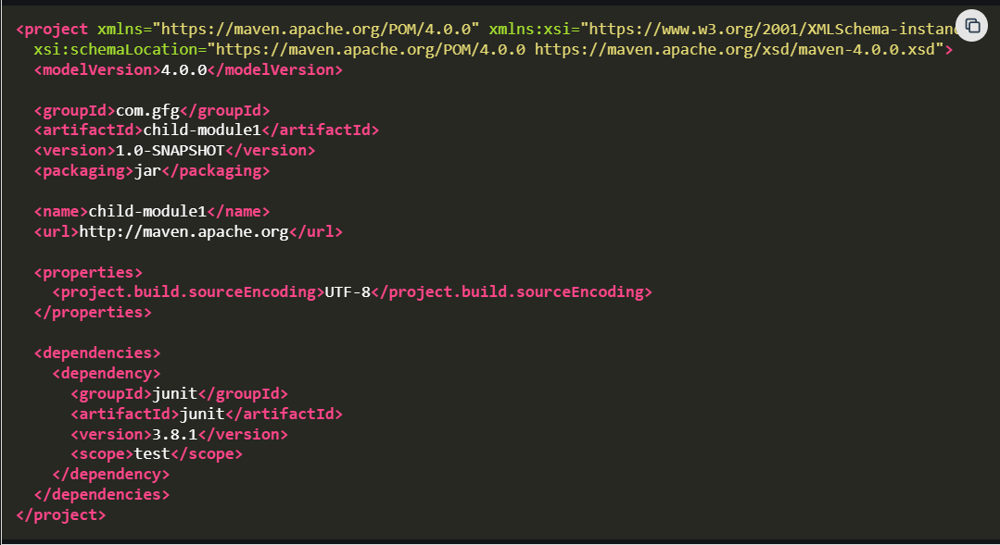 <project xmlns="https://maven.apache.org/POM/4.0.0" xmlns:xsi="https://www.w3.org/2001/XMLSchema-instanc
  xsi:schemaLocation="https://maven.apache.org/POM/4.0.0 https://maven.apache.org/xsd/maven-4.0.0.xsd">
  <modelVersion>4.0.0</modelVersion>

  <groupId>com.gfg</groupId>
  <artifactId>child-module1</artifactId>
  <version>1.0-SNAPSHOT</version>
  <packaging>jar</packaging>

  <name>child-module1</name>
  <url>http://maven.apache.org</url>

  <properties>
    <project.build.sourceEncoding>UTF-8</project.build.sourceEncoding>
  </properties>

  <dependencies>
    <dependency>
      <groupId>junit</groupId>
      <artifactId>junit</artifactId>
      <version>3.8.1</version>
      <scope>test</scope>
    </dependency>
  </dependencies>
</project>